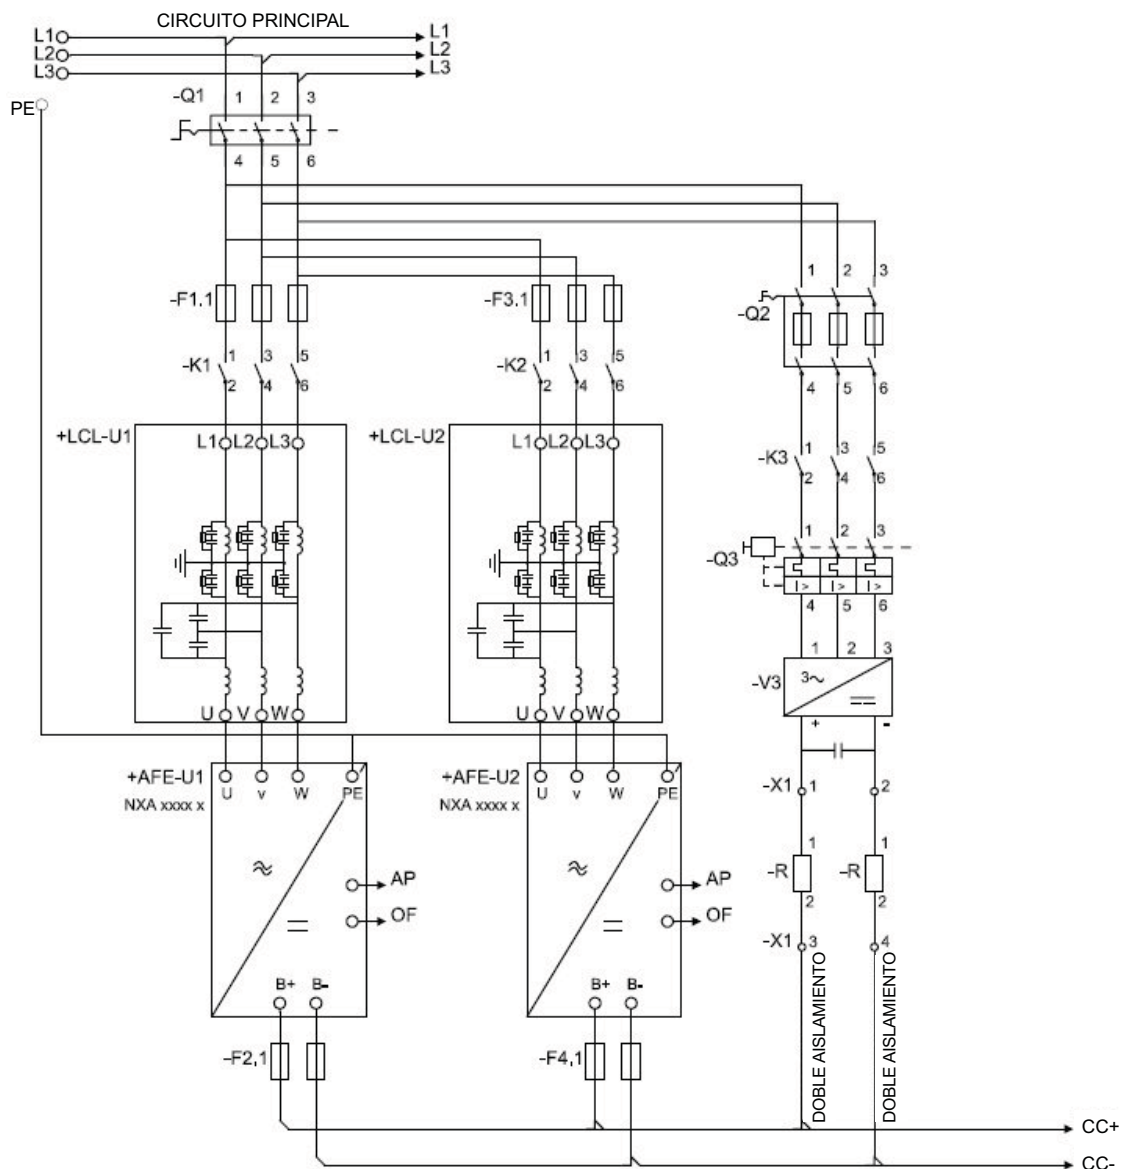 CIRCUITO PRINCIPAL
L1 L1
L2 L2
L3 L3
PE
-Q1 1 2 3
4 5 6
1 2 3
-F1.1 -F3.1 -Q2
-K1 1 3 5 -K2 1 3 5
2 4 6 2 4 6
4 5 6
+LCL-U1 L1 L2 L3 +LCL-U2 L1 L2 L3
-K3 1 3 5
2 4 6
1 2 3
-Q3
I> I> I>
4 5 6
1 2 3
-V3 3~
+ -
U V W U V W
+AFE-U1 U v W PE +AFE-U2 U v W PE
NXA xxxx x NXA xxxx x
-X1 1 2
1 1
-R -R
2 2
AP AP
OF OF
-X1 3 4
DOBLE AISLAMIENTO DOBLE AISLAMIENTO
B+ B- B+ B-
-F2,1 -F4,1
CC+
CC-